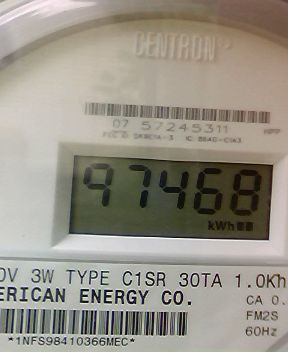 CENTRON
07 57245311 HPP
97468
kWh
0V 3W TYPE C1SR 30TA 1.0Kh
ERICAN ENERGY CO.
CA 0.
FM2S
60Hz
*1NFS98410366MEC*